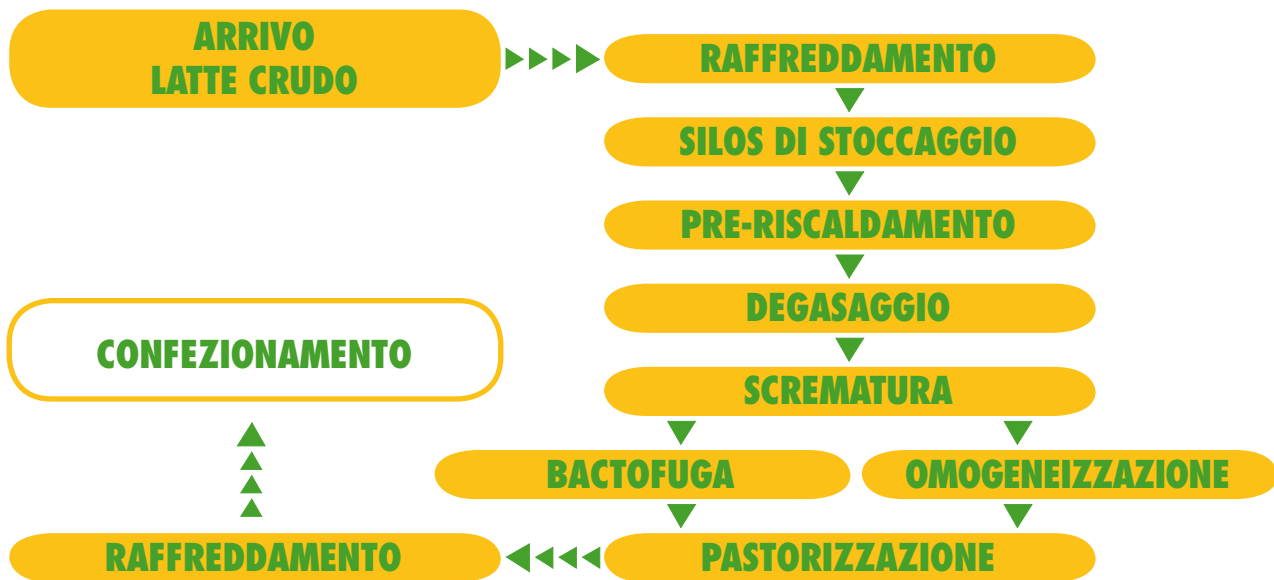 ARRIVO
LATTE CRUDO
RAFFREDDAMENTO
SILOS DI STOCCAGGIO
PRE-RISCALDAMENTO
DEGASAGGIO
SCREMATURA
BACTOFUGA
OMOGENEIZZAZIONE
PASTORIZZAZIONE
RAFFREDDAMENTO
CONFEZIONAMENTO